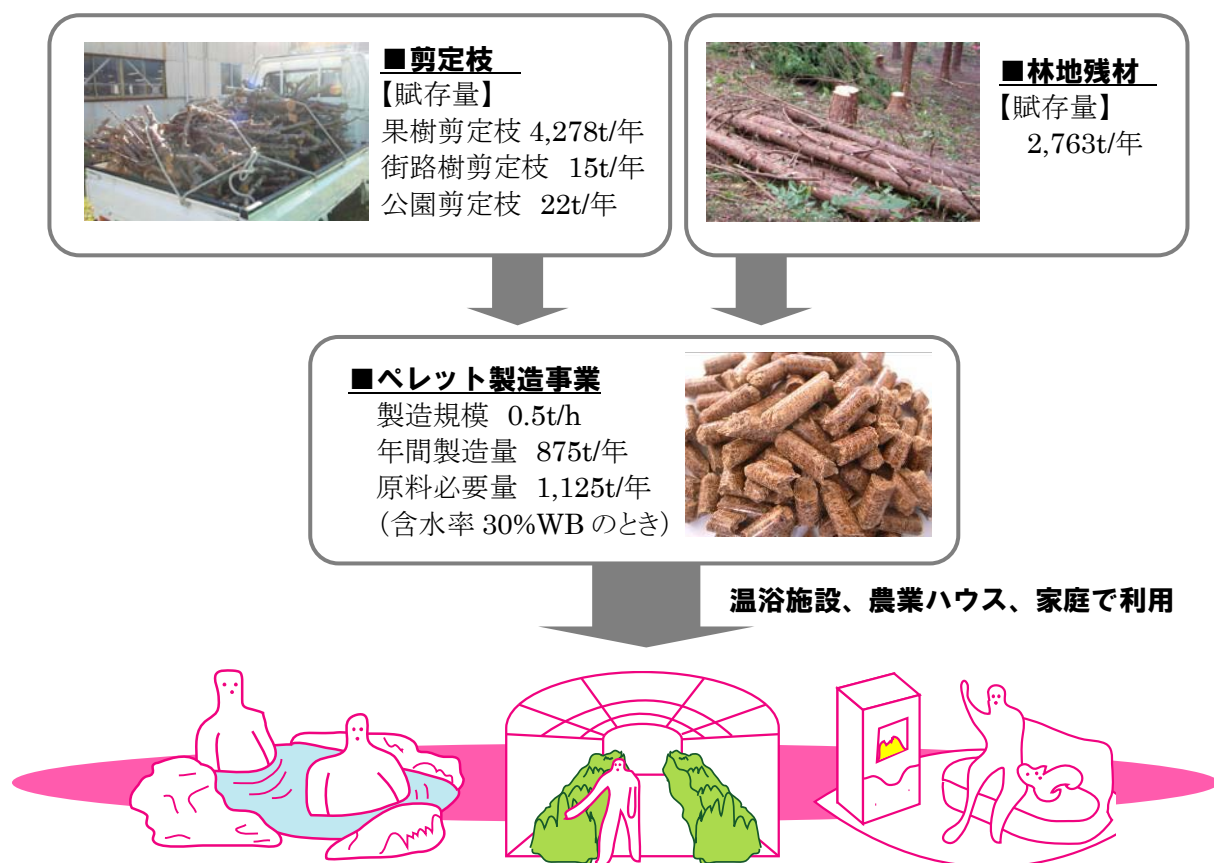 ■剪定枝
【賦存量】
果樹剪定枝 4,278t/年
街路樹剪定枝 15t/年
公園剪定枝 22t/年
■林地残材
【賦存量】
2,763t/年
■ペレット製造事業
製造規模 0.5t/h
年間製造量 875t/年
原料必要量 1,125t/年
（含水率 30%WB のとき）
温浴施設、農業ハウス、家庭で利用